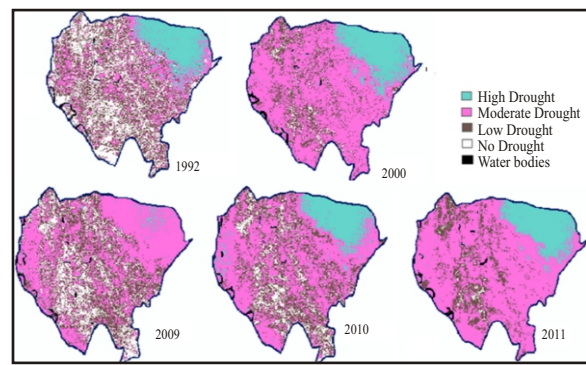 High Drought
Moderate Drought
Low Drought
No Drought
Water bodies
1992
2000
2009
2010
2011